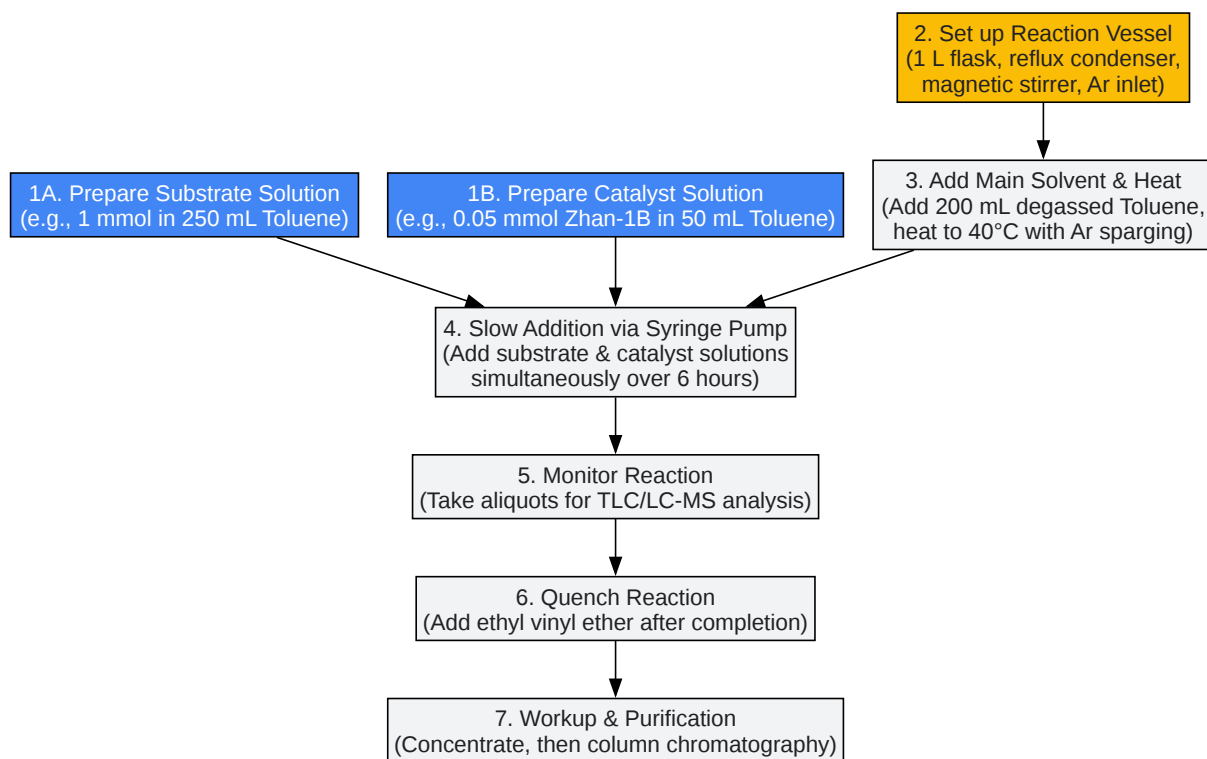 2. Set up Reaction Vessel
(1 L flask, reflux condenser,
magnetic stirrer, Ar inlet)
1A. Prepare Substrate Solution
(e.g., 1 mmol in 250 mL Toluene)
1B. Prepare Catalyst Solution
(e.g., 0.05 mmol Zhan-1B in 50 mL Toluene)
3. Add Main Solvent & Heat
(Add 200 mL degassed Toluene,
heat to 40°C with Ar sparging)
4. Slow Addition via Syringe Pump
(Add substrate & catalyst solutions
simultaneously over 6 hours)
5. Monitor Reaction
(Take aliquots for TLC/LC-MS analysis)
6. Quench Reaction
(Add ethyl vinyl ether after completion)
7. Workup & Purification
(Concentrate, then column chromatography)